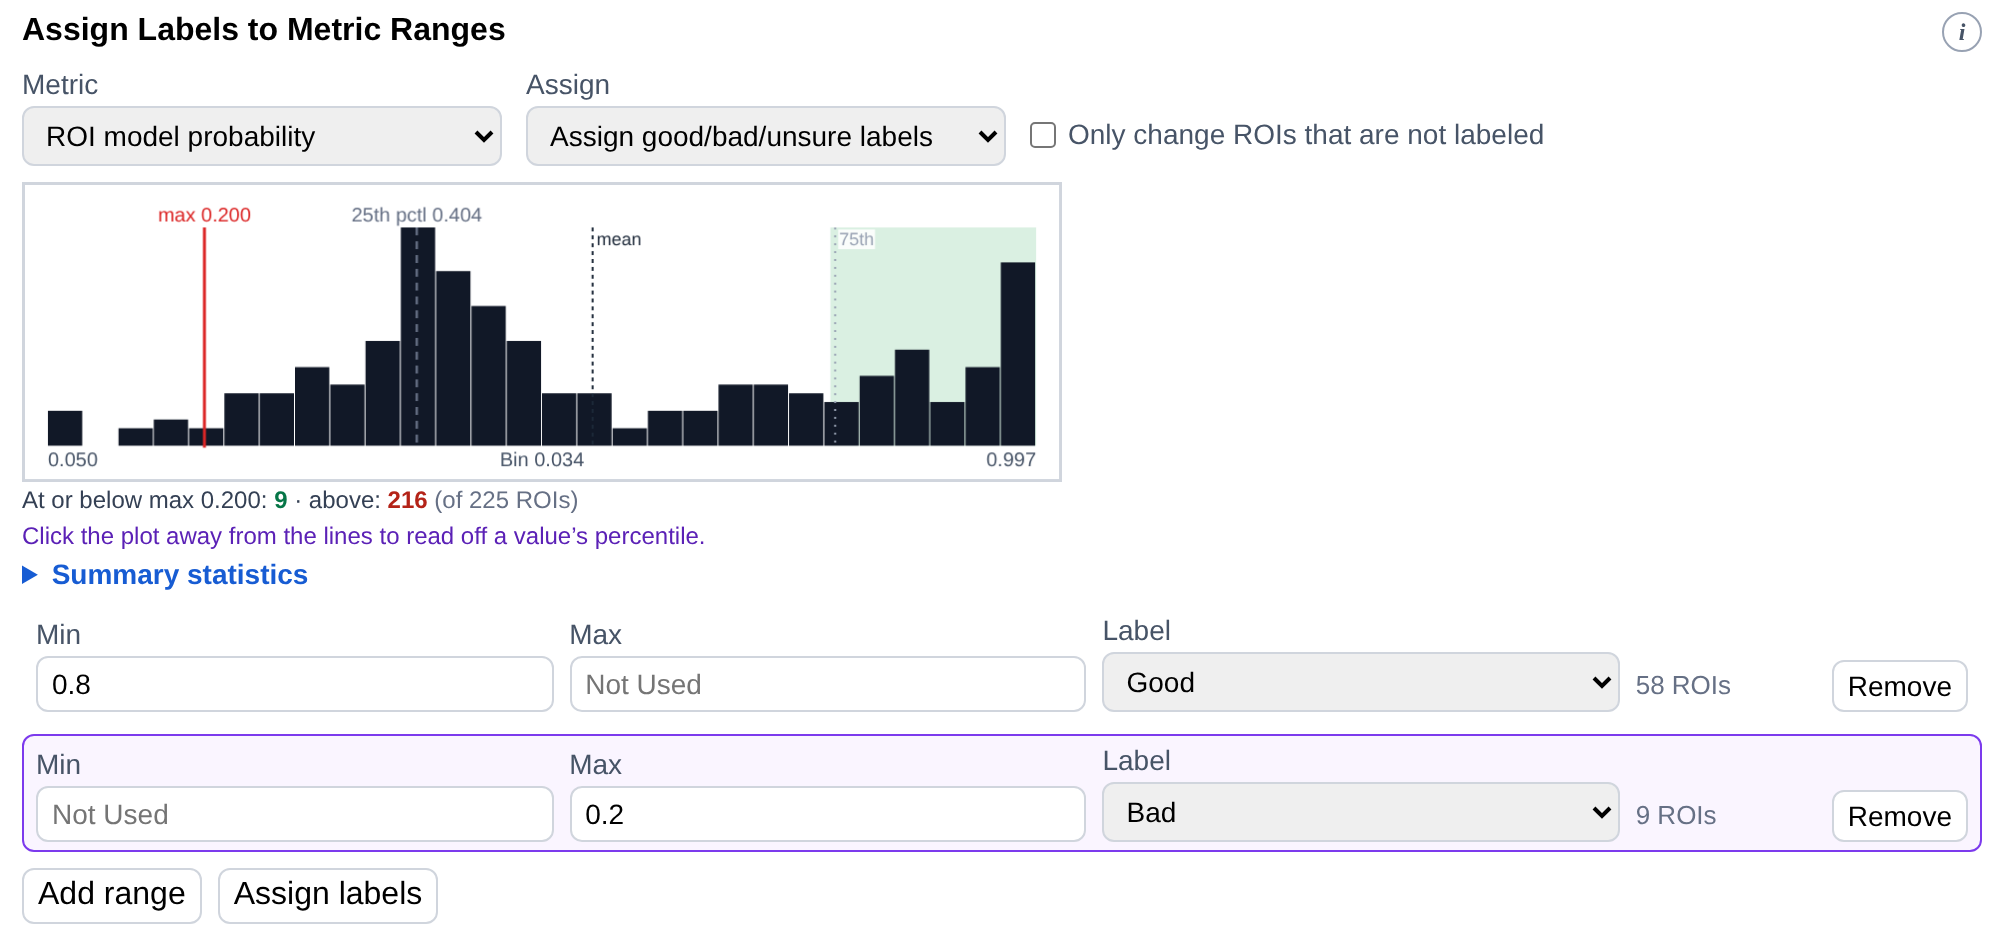 Assign Labels to Metric Ranges
i
Metric
Assign
ROI model probability
Assign good/bad/unsure labels
Only change ROIs that are not labeled
max 0.200
25th pctl 0.404
mean
75th
0.050
Bin 0.034
0.997
At or below max 0.200: 9 · above: 216 (of 225 ROIs)
Click the plot away from the lines to read off a value’s percentile.
Summary statistics
Min
Max
Label
0.8
Not Used
Good
58 ROIs
Remove
Min
Max
Label
Not Used
0.2
Bad
9 ROIs
Remove
Add range
Assign labels